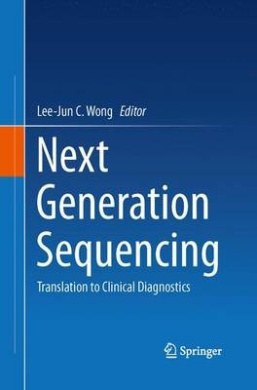 Lee-Jun C. Wong Editor
Next
Generation
Sequencing
Translation to Clinical Diagnostics
Springer